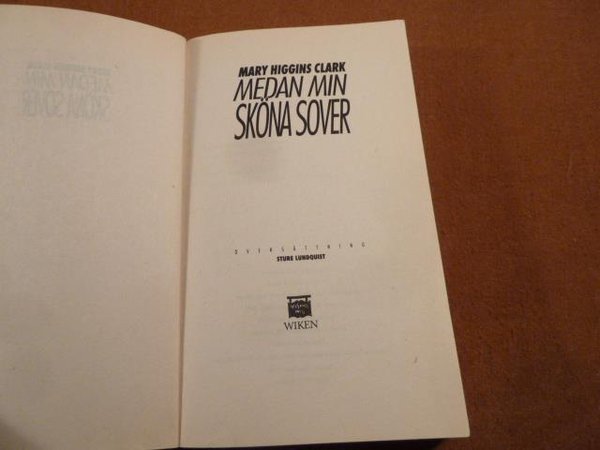 MARY HIGGINS CLARK
MEDAN MIN
SKÖNA SOVER
ÖVERSÄTTNING
STURE LUNDQUIST
WIKEN